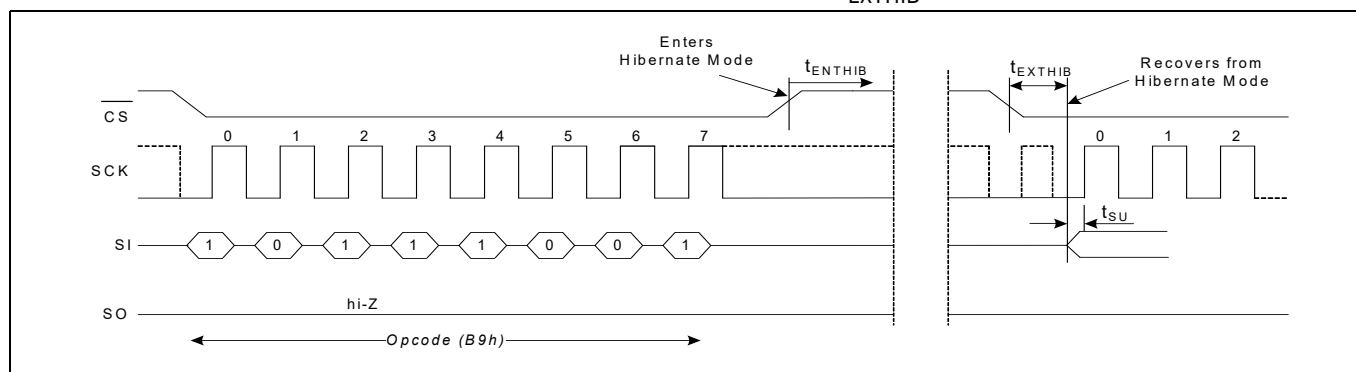 EXTHIB
Enters
Hibernate Mode
tENTHIB
tEXTHIB
Recovers from
Hibernate Mode
CS
0 1 2 3 4 5 6 7 0 1 2
SCK
tSU
SI 1 0 1 1 1 0 0 1
hi-Z
SO
Opcode (B9h)